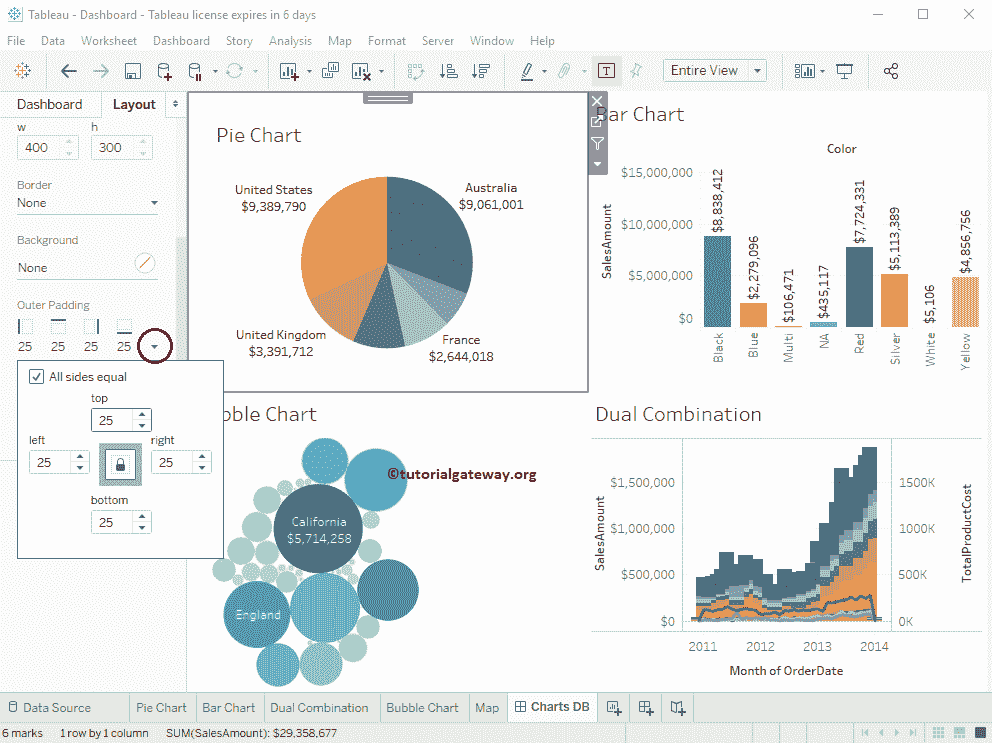 Tableau - Dashboard - Tableau license expires in 6 days
File Data Worksheet Dashboard Story Analysis Map Format Server Window Help
T Entire View
Dashboard Layout
w h
400 300
Border
None
Background
None
Outer Padding
25 25 25 25
All sides equal
top
25
left right
25 25
bottom
25
Pie Chart
United States
$9,389,790
Australia
$9,061,001
United Kingdom
$3,391,712
France
$2,644,018
Bar Chart
Color
SalesAmount
$15,000,000
$10,000,000
$5,000,000
$0
$8,838,412
$2,279,096
$106,471
$435,117
$7,724,331
$5,113,389
$5,106
$4,856,756
Black
Blue
Multi
NA
Red
Silver
White
Yellow
bble Chart
©tutorialgateway.org
California
$5,714,258
England
Dual Combination
SalesAmount
$1,500,000
$1,000,000
$500,000
$0
1500K
1000K
500K
0K
TotalProductCost
2011 2012 2013 2014
Month of OrderDate
Data Source Pie Chart Bar Chart Dual Combination Bubble Chart Map Charts DB
6 marks 1 row by 1 column SUM(SalesAmount): $29,358,677